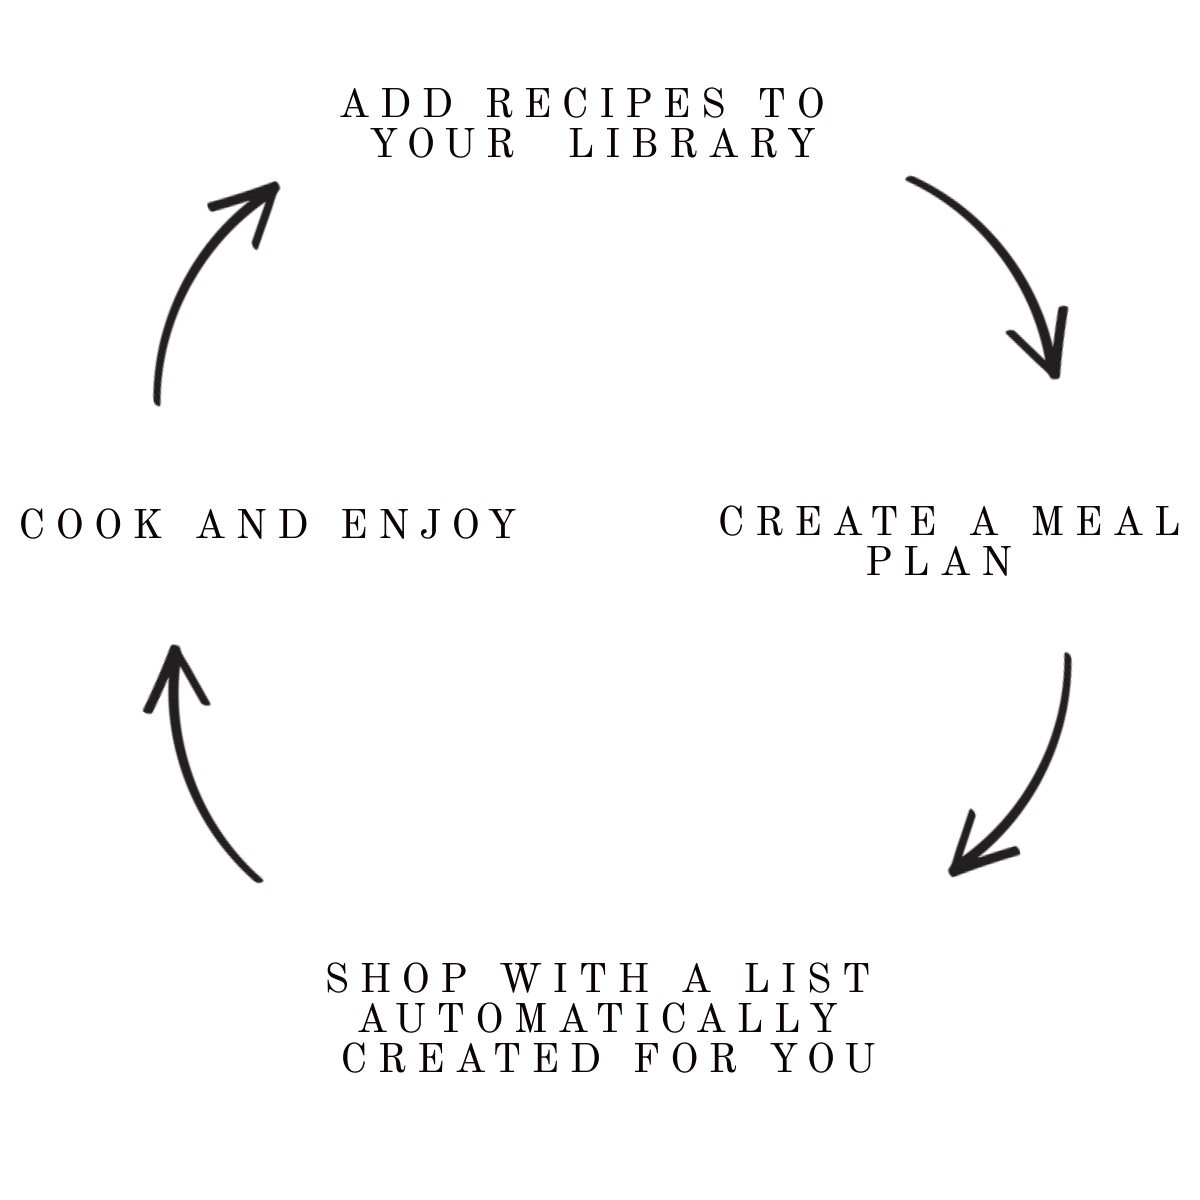 ADD RECIPES TO
YOUR LIBRARY
CREATE A MEAL
PLAN
SHOP WITH A LIST
AUTOMATICALLY
CREATED FOR YOU
COOK AND ENJOY